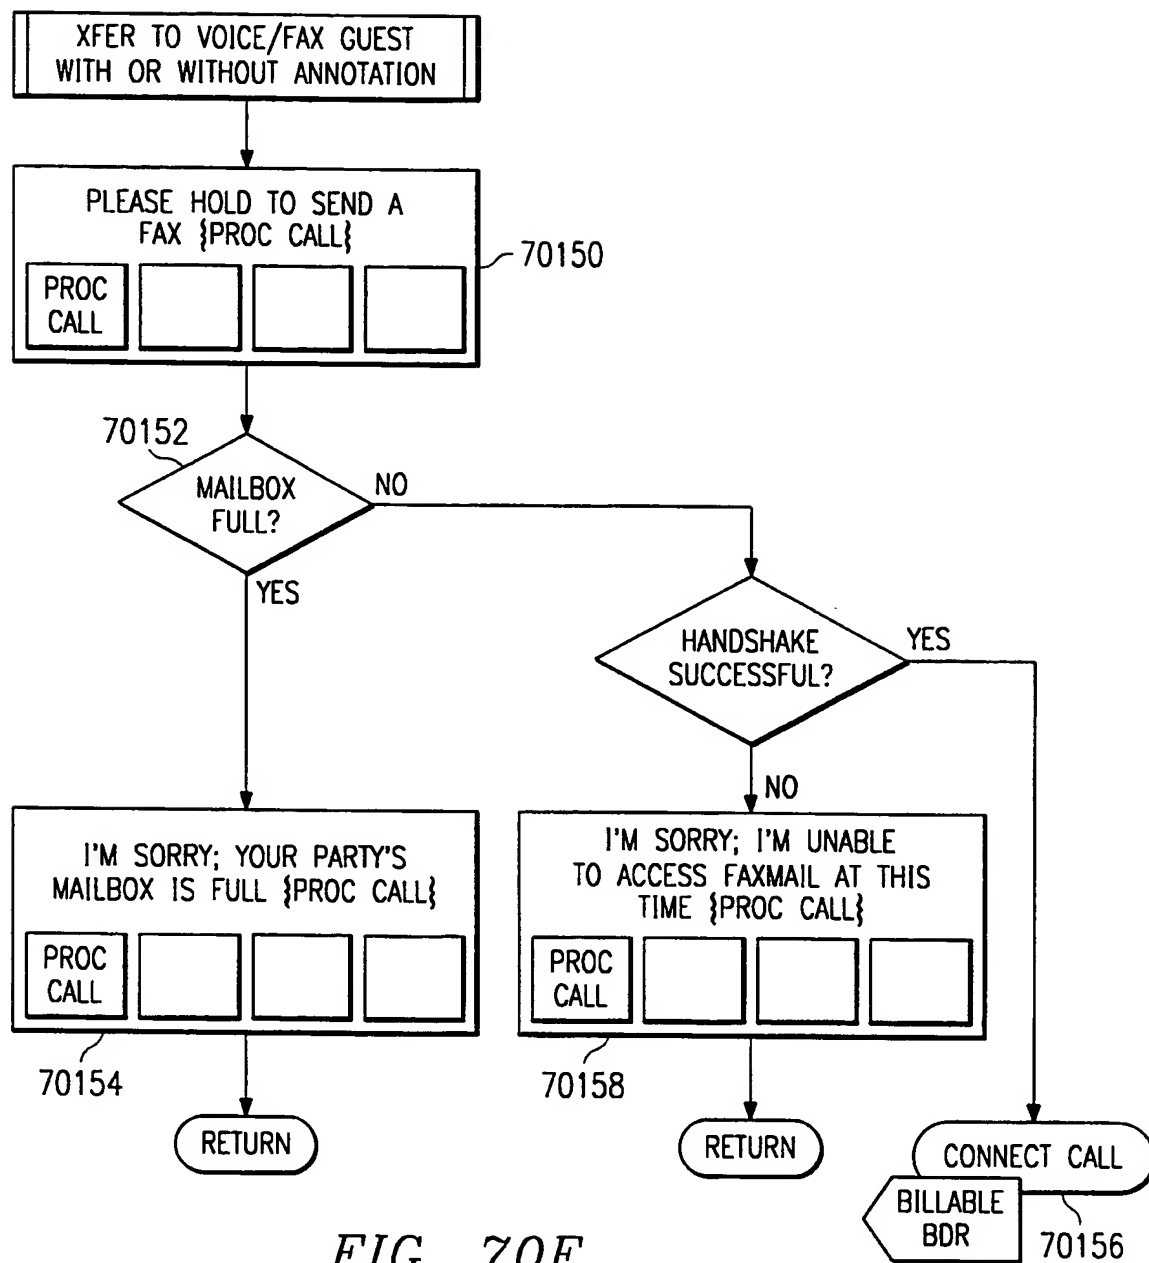 XFER TO VOICE/FAX GUEST
WITH OR WITHOUT ANNOTATION
PLEASE HOLD TO SEND A
FAX {PROC CALL}
PROC
CALL
70150
70152
MAILBOX
FULL?
NO
YES
HANDSHAKE
SUCCESSFUL?
YES
NO
I'M SORRY; YOUR PARTY'S
MAILBOX IS FULL {PROC CALL}
PROC
CALL
70154
RETURN
I'M SORRY; I'M UNABLE
TO ACCESS FAXMAIL AT THIS
TIME {PROC CALL}
PROC
CALL
70158
RETURN
CONNECT CALL
BILLABLE
BDR
70156
FIG. 70F